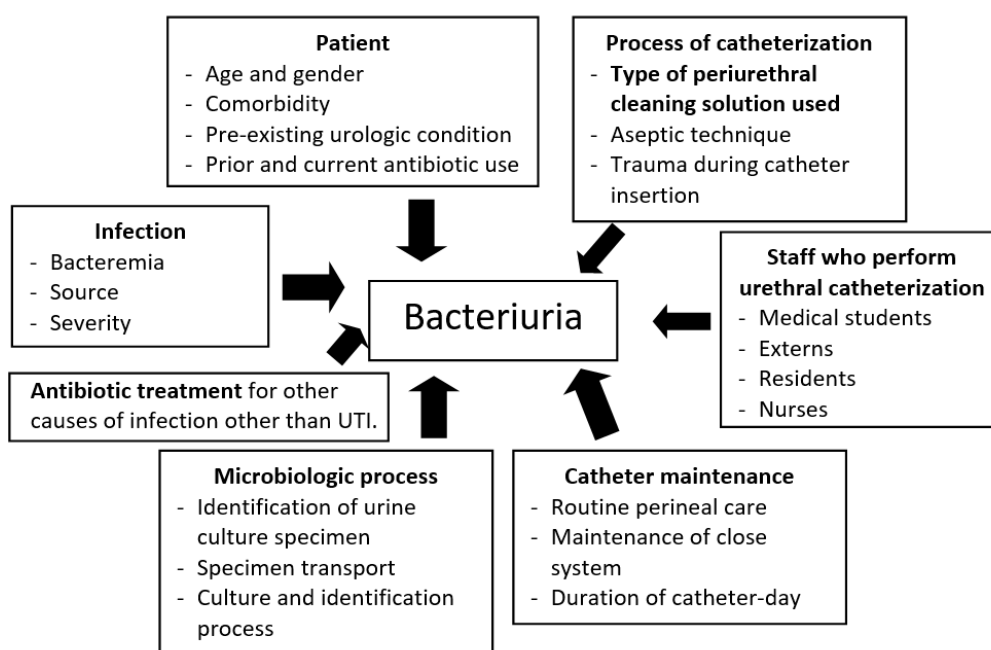 Patient
- Age and gender
- Comorbidity
- Pre-existing urologic condition
- Prior and current antibiotic use
Process of catheterization
- Type of periurethral
cleaning solution used
- Aseptic technique
- Trauma during catheter
insertion
Infection
- Bacteremia
- Source
- Severity
Bacteriuria
Staff who perform
urethral catheterization
- Medical students
- Externs
- Residents
- Nurses
Antibiotic treatment for other
causes of infection other than UTI.
Microbiologic process
- Identification of urine
culture specimen
- Specimen transport
- Culture and identification
process
Catheter maintenance
- Routine perineal care
- Maintenance of close
system
- Duration of catheter-day